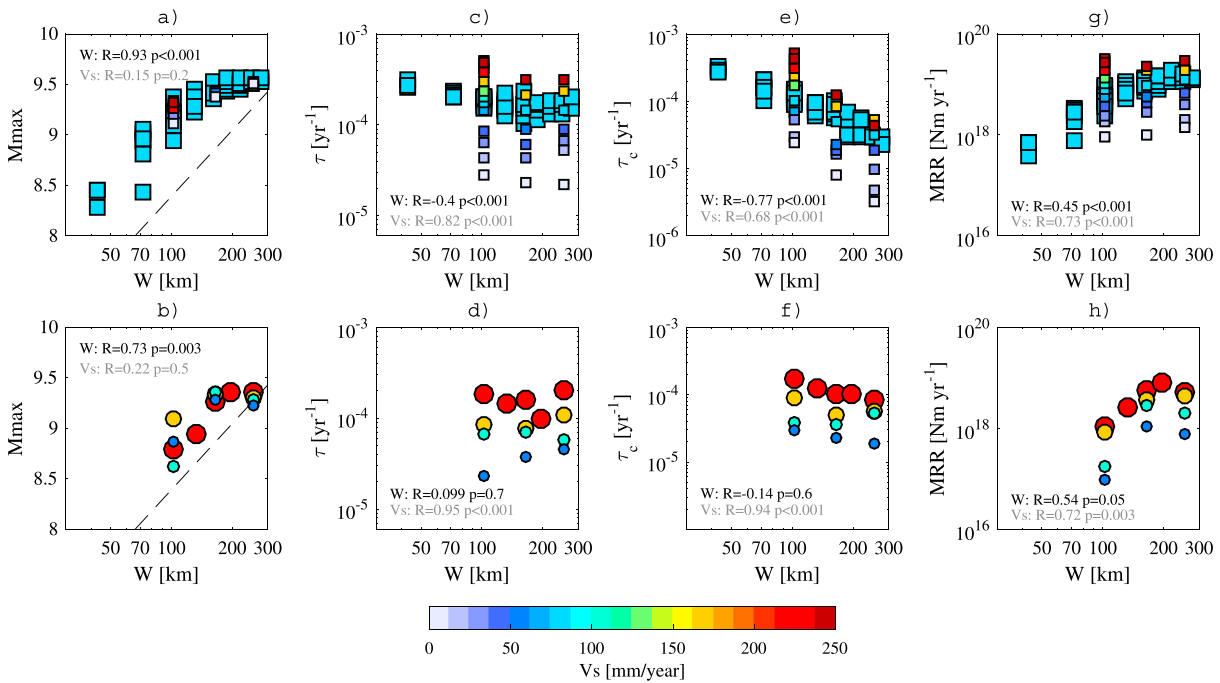 a)
10
9.5
9
8.5
8
Mmax
W: R=0.93 p<0.001
Vs: R=0.15 p=0.2
50 70 100 200 300
W [km]
c)
10^-3
10^-4
10^-5
τ [yr^-1]
W: R=-0.4 p<0.001
Vs: R=0.82 p<0.001
50 70 100 200 300
W [km]
e)
10^-3
10^-4
10^-5
10^-6
τc [yr^-1]
W: R=-0.77 p<0.001
Vs: R=0.68 p<0.001
50 70 100 200 300
W [km]
g)
10^20
10^18
10^16
MRR [Nm yr^-1]
W: R=0.45 p<0.001
Vs: R=0.73 p<0.001
50 70 100 200 300
W [km]
b)
10
9.5
9
8.5
8
Mmax
W: R=0.73 p=0.003
Vs: R=0.22 p=0.5
50 70 100 200 300
W [km]
d)
10^-3
10^-4
10^-5
τ [yr^-1]
W: R=0.099 p=0.7
Vs: R=0.95 p<0.001
50 70 100 200 300
W [km]
f)
10^-3
10^-4
10^-5
τc [yr^-1]
W: R=-0.14 p=0.6
Vs: R=0.94 p<0.001
50 70 100 200 300
W [km]
h)
10^20
10^18
10^16
MRR [Nm yr^-1]
W: R=0.54 p=0.05
Vs: R=0.72 p=0.003
50 70 100 200 300
W [km]
0 50 100 150 200 250
Vs [mm/year]